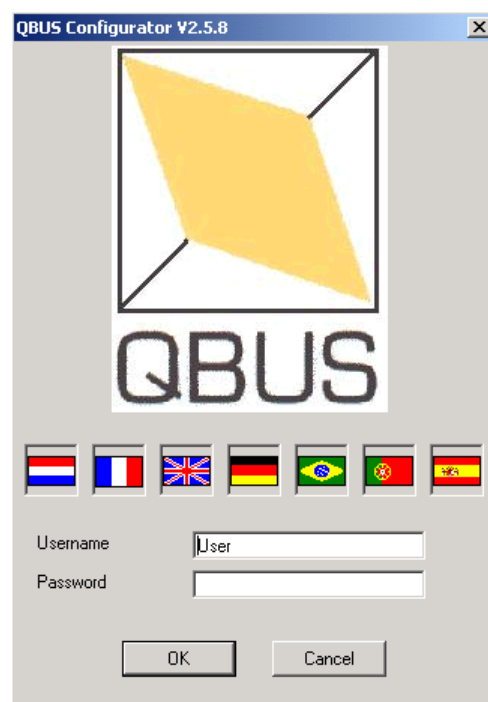 QBUS Configurator V2.5.8
QBUS
Username
User
Password
OK
Cancel